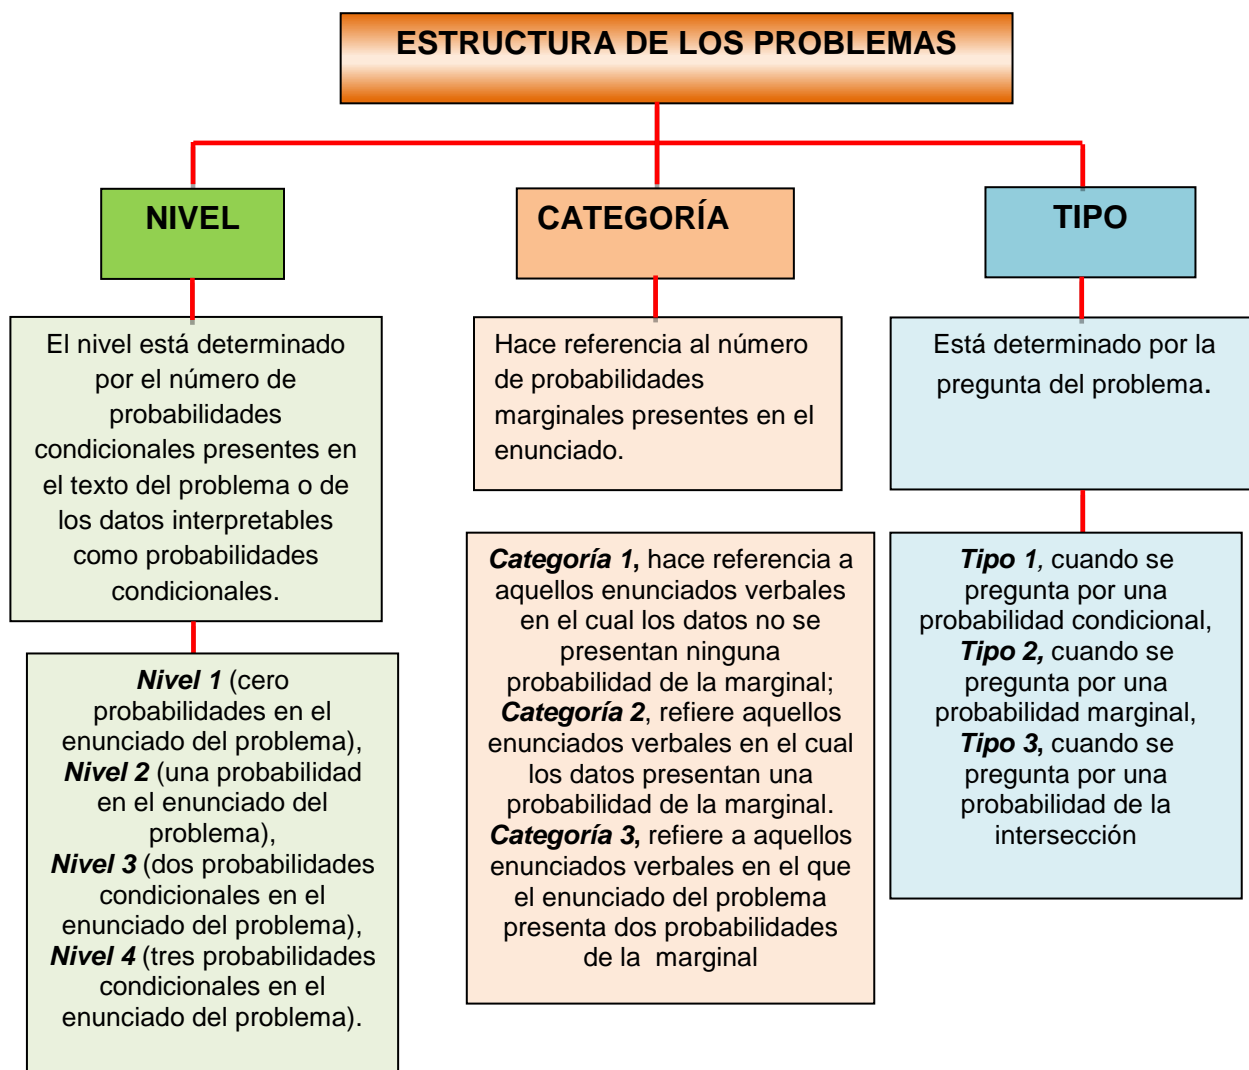 ESTRUCTURA DE LOS PROBLEMAS
NIVEL
El nivel está determinado
por el número de
probabilidades
condicionales presentes en
el texto del problema o de
los datos interpretables
como probabilidades
condicionales.
Nivel 1 (cero
probabilidades en el
enunciado del problema),
Nivel 2 (una probabilidad
en el enunciado del
problema),
Nivel 3 (dos probabilidades
condicionales en el
enunciado del problema),
Nivel 4 (tres probabilidades
condicionales en el
enunciado del problema).
CATEGORÍA
Hace referencia al número
de probabilidades
marginales presentes en el
enunciado.
Categoría 1, hace referencia a
aquellos enunciados verbales
en el cual los datos no se
presentan ninguna
probabilidad de la marginal;
Categoría 2, refiere aquellos
enunciados verbales en el cual
los datos presentan una
probabilidad de la marginal.
Categoría 3, refiere a aquellos
enunciados verbales en el que
el enunciado del problema
presenta dos probabilidades
de la marginal
TIPO
Está determinado por la
pregunta del problema.
Tipo 1, cuando se
pregunta por una
probabilidad condicional,
Tipo 2, cuando se
pregunta por una
probabilidad marginal,
Tipo 3, cuando se
pregunta por una
probabilidad de la
intersección